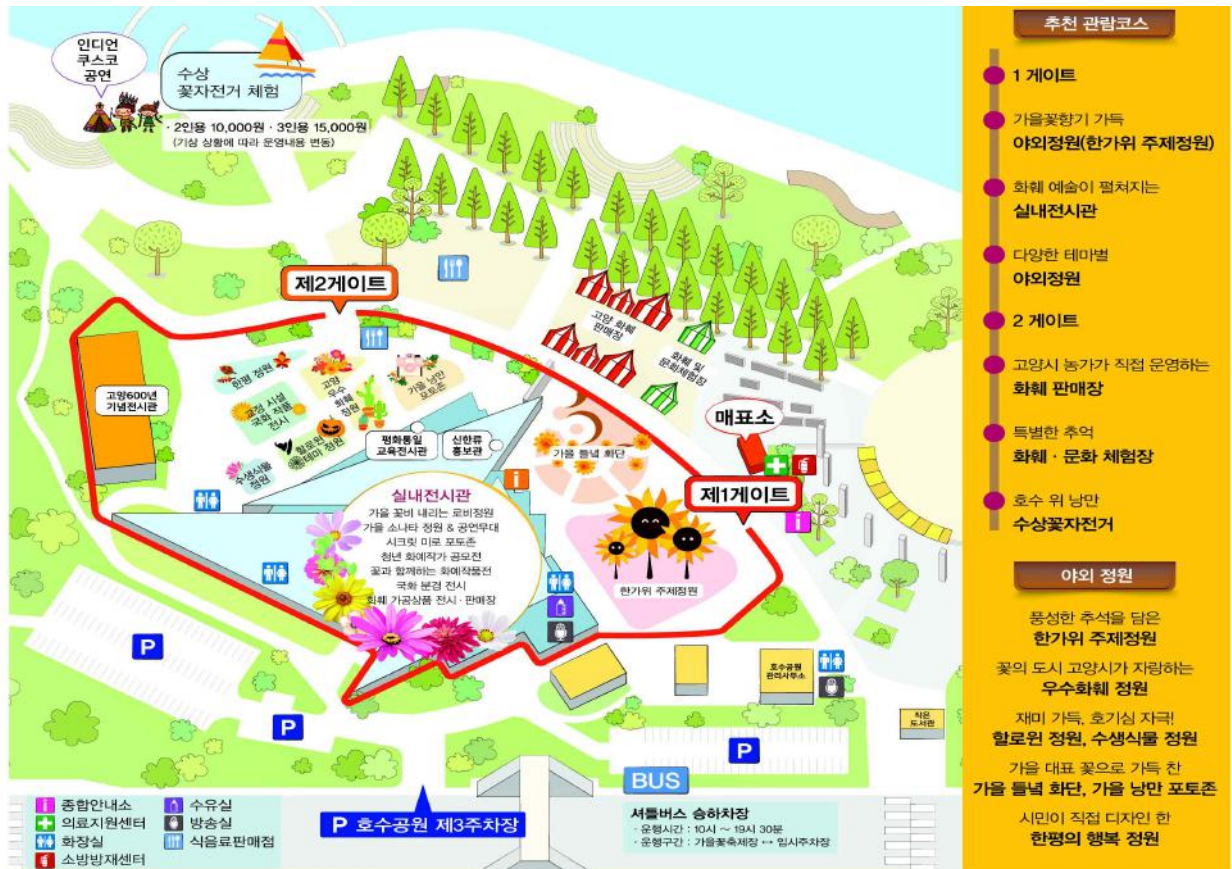 인디언
쿠스코
공연
수상
꽃자전거 체험
· 2인용 10,000원 · 3인용 15,000원
(기상 상황에 따라 운영내용 변동)
제2게이트
고양 화훼
판매장
화훼 및
문화체험장
매표소
고양600년
기념전시관
한평 정원
고양
우수
화훼
정원
가을 낭만
포토존
교정 시설
국화 작품
전시
할로윈
테마 정원
수생식물
정원
평화통일
교육전시관
신한류
홍보관
가을 들녘 화단
제1게이트
실내전시관
가을 꽃비 내리는 로비정원
가을 소나타 정원 & 공연무대
시크릿 미로 포토존
청년 화예작가 공모전
꽃과 함께하는 화예작품전
국화 분경 전시
화훼 가공상품 전시 · 판매장
한가위 주제정원
호수공원
관리사무소
작은
도서관
P
P
P
BUS
P 호수공원 제3주차장
셔틀버스 승하차장
· 운행시간 : 10시 ~ 19시 30분
· 운행구간 : 가을꽃축제장 ↔ 임시주차장
종합안내소
의료지원센터
화장실
소방방재센터
수유실
방송실
식음료판매점
추천 관람코스
1 게이트
가을꽃향기 가득
야외정원(한가위 주제정원)
화훼 예술이 펼쳐지는
실내전시관
다양한 테마별
야외정원
2 게이트
고양시 농가가 직접 운영하는
화훼 판매장
특별한 추억
화훼 · 문화 체험장
호수 위 낭만
수상꽃자전거
야외 정원
풍성한 추석을 담은
한가위 주제정원
꽃의 도시 고양시가 자랑하는
우수화훼 정원
재미 가득, 호기심 자극!
할로윈 정원, 수생식물 정원
가을 대표 꽃으로 가득 찬
가을 들녘 화단, 가을 낭만 포토존
시민이 직접 디자인 한
한평의 행복 정원